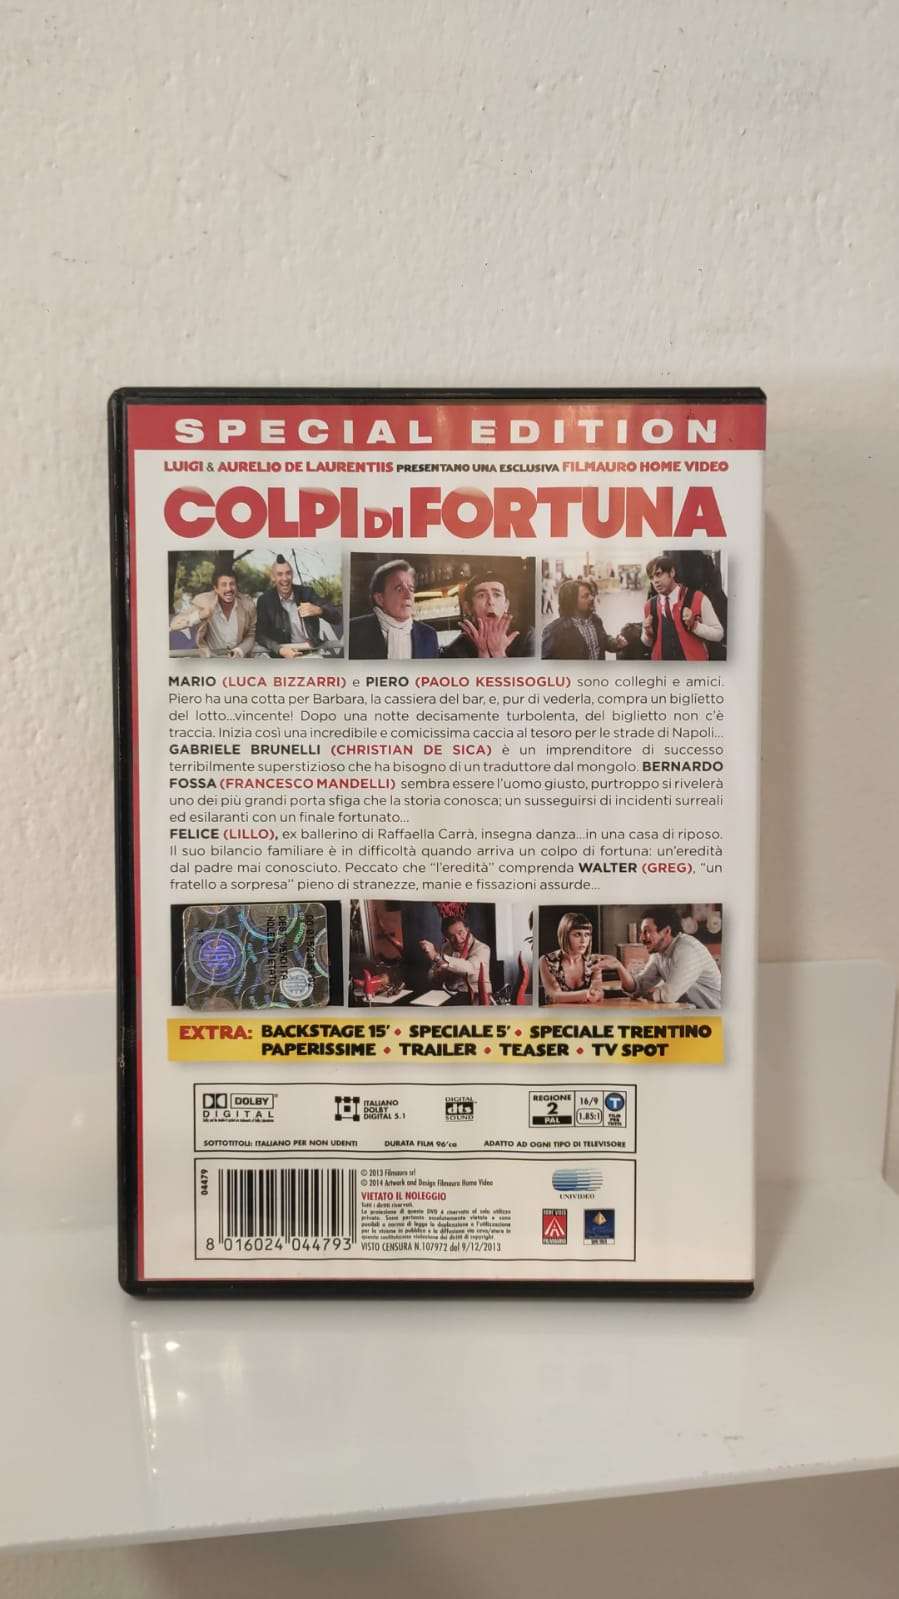 SPECIAL EDITION
LUIGI & AURELIO DE LAURENTIIS PRESENTANO UNA ESCLUSIVA FILMAURO HOME VIDEO
COLPI DI FORTUNA
MARIO (LUCA BIZZARRI) e PIERO (PAOLO KESSISOGLU) sono colleghi e amici.
Piero ha una cotta per Barbara, la cassiera del bar, e, pur di vederla, compra un biglietto
del lotto...vincente! Dopo una notte decisamente turbolenta, del biglietto non c'è
traccia. Inizia così una incredibile e comicissima caccia al tesoro per le strade di Napoli...
GABRIELE BRUNELLI (CHRISTIAN DE SICA) è un imprenditore di successo
terribilmente superstizioso che ha bisogno di un traduttore dal mongolo. BERNARDO
FOSSA (FRANCESCO MANDELLI) sembra essere l'uomo giusto, purtroppo si rivelerà
uno dei più grandi porta sfiga che la storia conosca; un susseguirsi di incidenti surreali
ed esilaranti con un finale fortunato...
FELICE (LILLO), ex ballerino di Raffaella Carrà, insegna danza...in una casa di riposo.
Il suo bilancio familiare è in difficoltà quando arriva un colpo di fortuna: un'eredità
dal padre mai conosciuto. Peccato che "l'eredità" comprenda WALTER (GREG), "un
fratello a sorpresa" pieno di stranezze, manie e fissazioni assurde...
EXTRA: BACKSTAGE 15' • SPECIALE 5' • SPECIALE TRENTINO
PAPERISSIME • TRAILER • TEASER • TV SPOT
DOLBY
DIGITAL
ITALIANO
DOLBY
DIGITAL 5.1
DIGITAL
dts
SOUND
REGIONE
2
PAL
16/9
1.85:1
T
FILM
PER
TUTTI
SOTTOTITOLI: ITALIANO PER NON UDENTI DURATA FILM 96'ca ADATTO AD OGNI TIPO DI TELEVISORE
04479
8 016024 044793
© 2013 Filmauro srl
© 2014 Artwork and Design Filmauro Home Video
VIETATO IL NOLEGGIO
Tutti i diritti riservati.
VISTO CENSURA N.107972 del 9/12/2013
UNIVIDEO